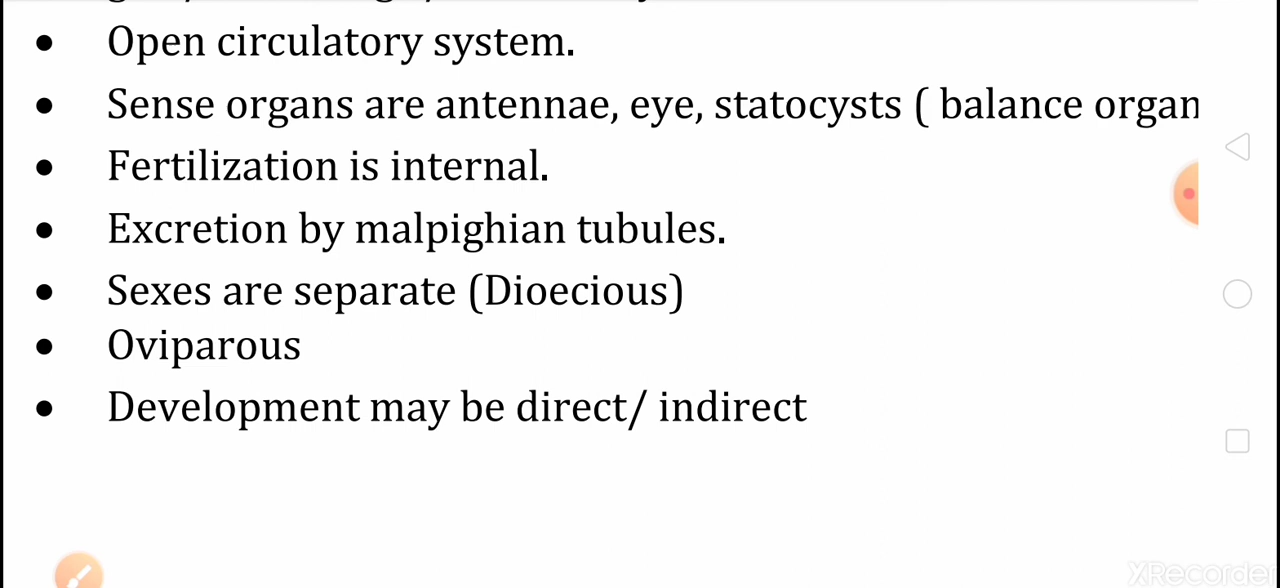 • Open circulatory system.
• Sense organs are antennae, eye, statocysts ( balance organ
• Fertilization is internal.
• Excretion by malpighian tubules.
• Sexes are separate (Dioecious)
• Oviparous
• Development may be direct/ indirect
XRecorder